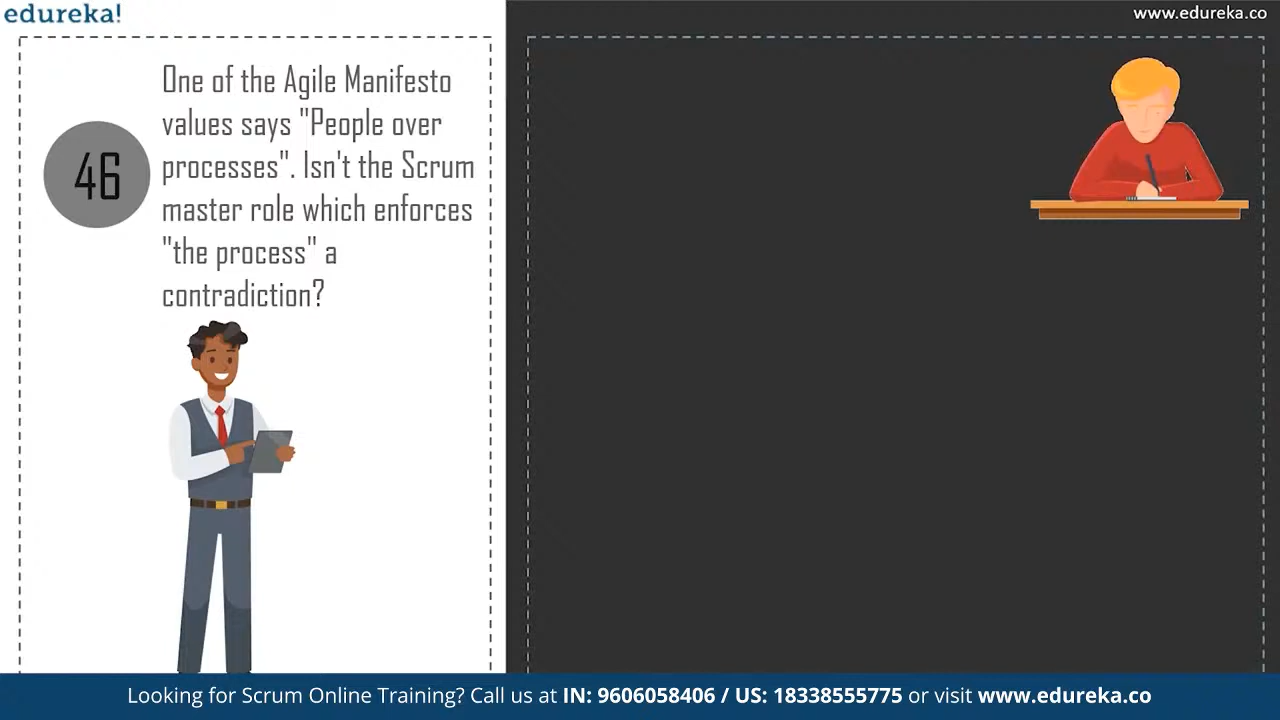 edureka!
www.edureka.co
46
One of the Agile Manifesto
values says "People over
processes". Isn't the Scrum
master role which enforces
"the process" a
contradiction?
Looking for Scrum Online Training? Call us at IN: 9606058406 / US: 18338555775 or visit www.edureka.co